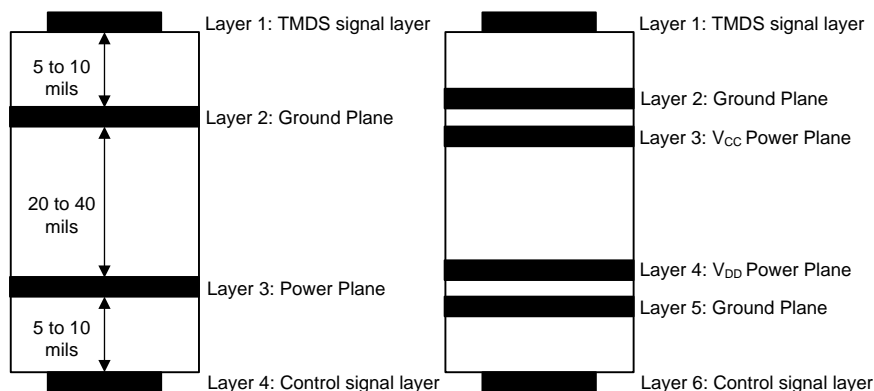 Layer 1: TMDS signal layer
5 to 10
mils
Layer 2: Ground Plane
20 to 40
mils
Layer 3: Power Plane
5 to 10
mils
Layer 4: Control signal layer
Layer 1: TMDS signal layer
Layer 2: Ground Plane
Layer 3: VCC Power Plane
Layer 4: VDD Power Plane
Layer 5: Ground Plane
Layer 6: Control signal layer